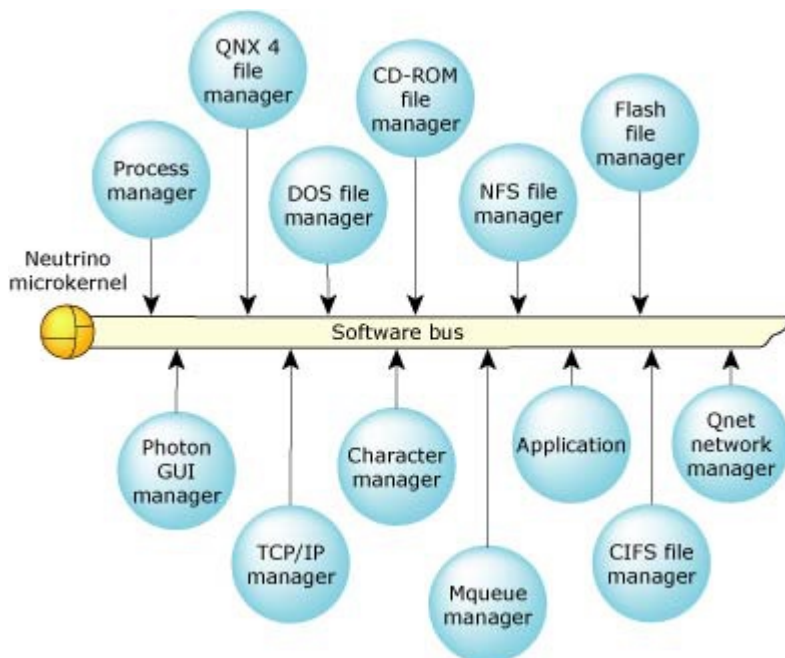 QNX 4
file
manager
CD-ROM
file
manager
Flash
file
manager
Process
manager
DOS file
manager
NFS file
manager
Neutrino
microkernel
Software bus
Photon
GUI
manager
Character
manager
Application
Qnet
network
manager
TCP/IP
manager
CIFS file
manager
Mqueue
manager